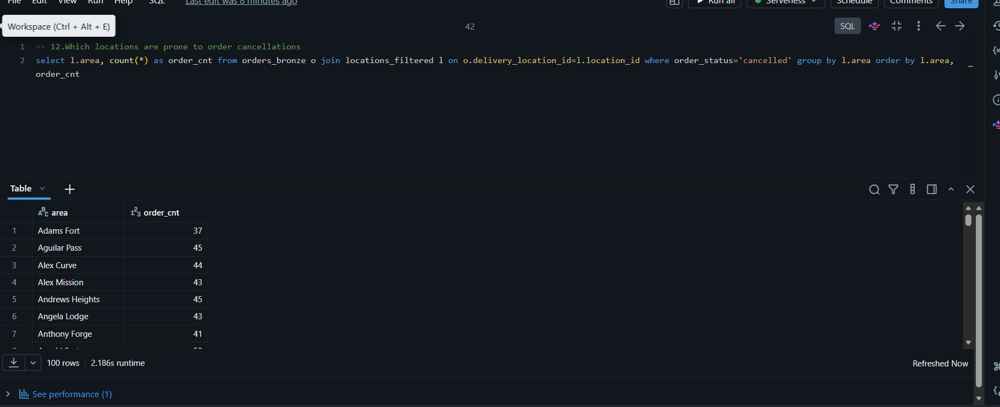 File Edit View Run Help SQL Last edit was 8 minutes ago Run all Serverless Schedule Comments Share
Workspace (Ctrl + Alt + E)
42
SQL
1 -- 12.Which locations are prone to order cancellations
2 select l.area, count(*) as order_cnt from orders_bronze o join locations_filtered l on o.delivery_location_id=l.location_id where order_status='cancelled' group by l.area order by l.area,
order_cnt
Table
area order_cnt
1 Adams Fort 37
2 Aguilar Pass 45
3 Alex Curve 44
4 Alex Mission 43
5 Andrews Heights 45
6 Angela Lodge 43
7 Anthony Forge 41
100 rows 2.186s runtime
Refreshed Now
See performance (1)